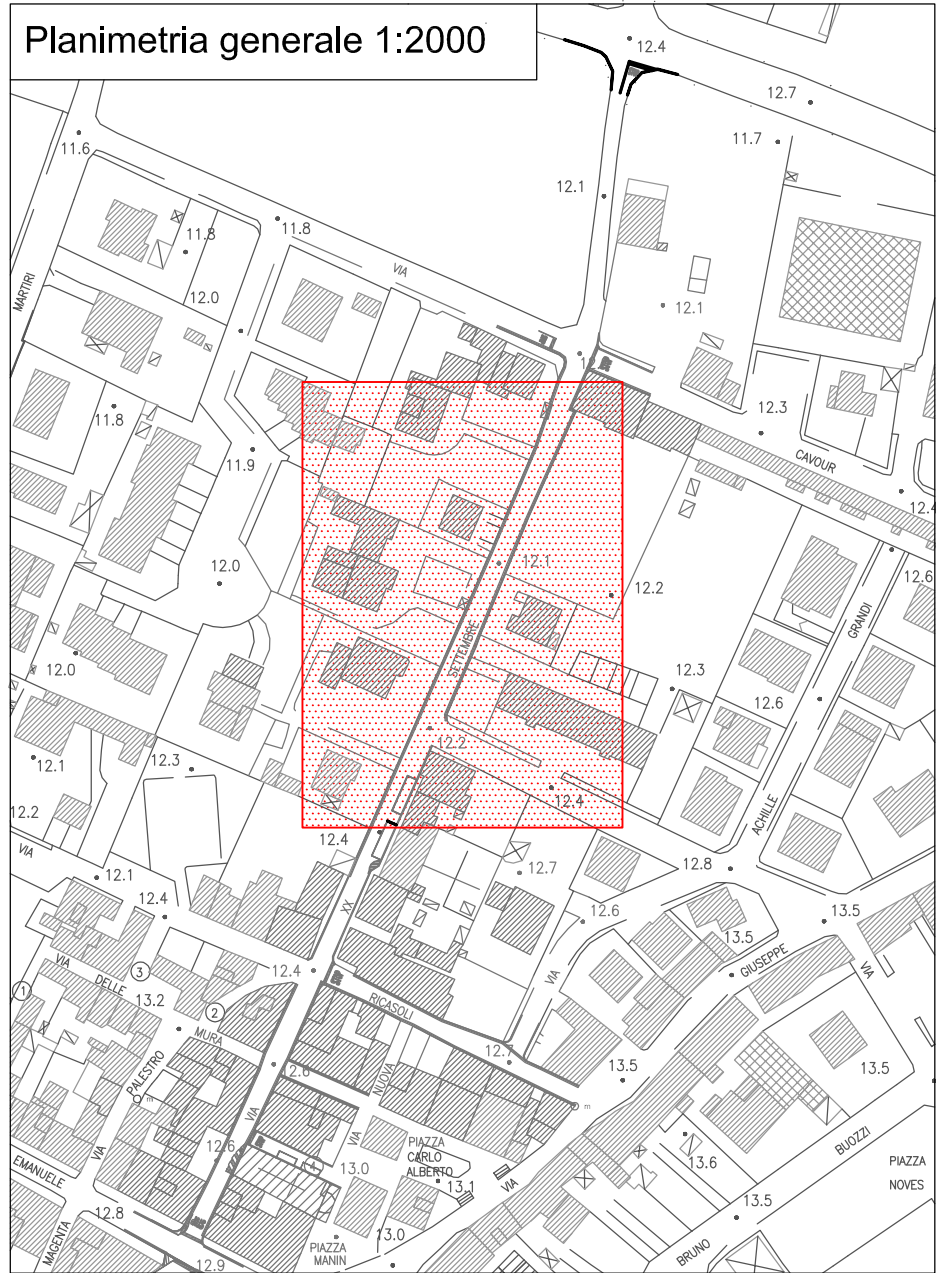 Planimetria generale 1:2000
12.4
12.7
11.6
11.7
12.1
11.8
11.8
VIA
MARTIRI
12.0
12.1
11.8
12.3
11.9
CAVOUR
12.4
12.1
12.0
12.6
12.2
GRANDI
SETTEMBRE
12.0
12.3
12.6
12.2
12.1
12.3
12.4
12.2
ACHILLE
VIA
12.4
12.8
12.7
12.1
12.4
XX
12.6
13.5
13.5
VIA
DELLE
3
12.4
GIUSEPPE
VIA
1
13.2
2
RICASOLI
VIA
MURA
12.7
13.5
PALESTRO
m
12.6
NUOVA
13.5
m
VIA
VIA
12.6
PIAZZA
CARLO
ALBERTO
13.0
BUOZZI
13.6
PIAZZA
NOVES
EMANUELE
VIA
13.1
VIA
MAGENTA
12.8
13.0
13.5
PIAZZA
MANIN
BRUNO
12.9